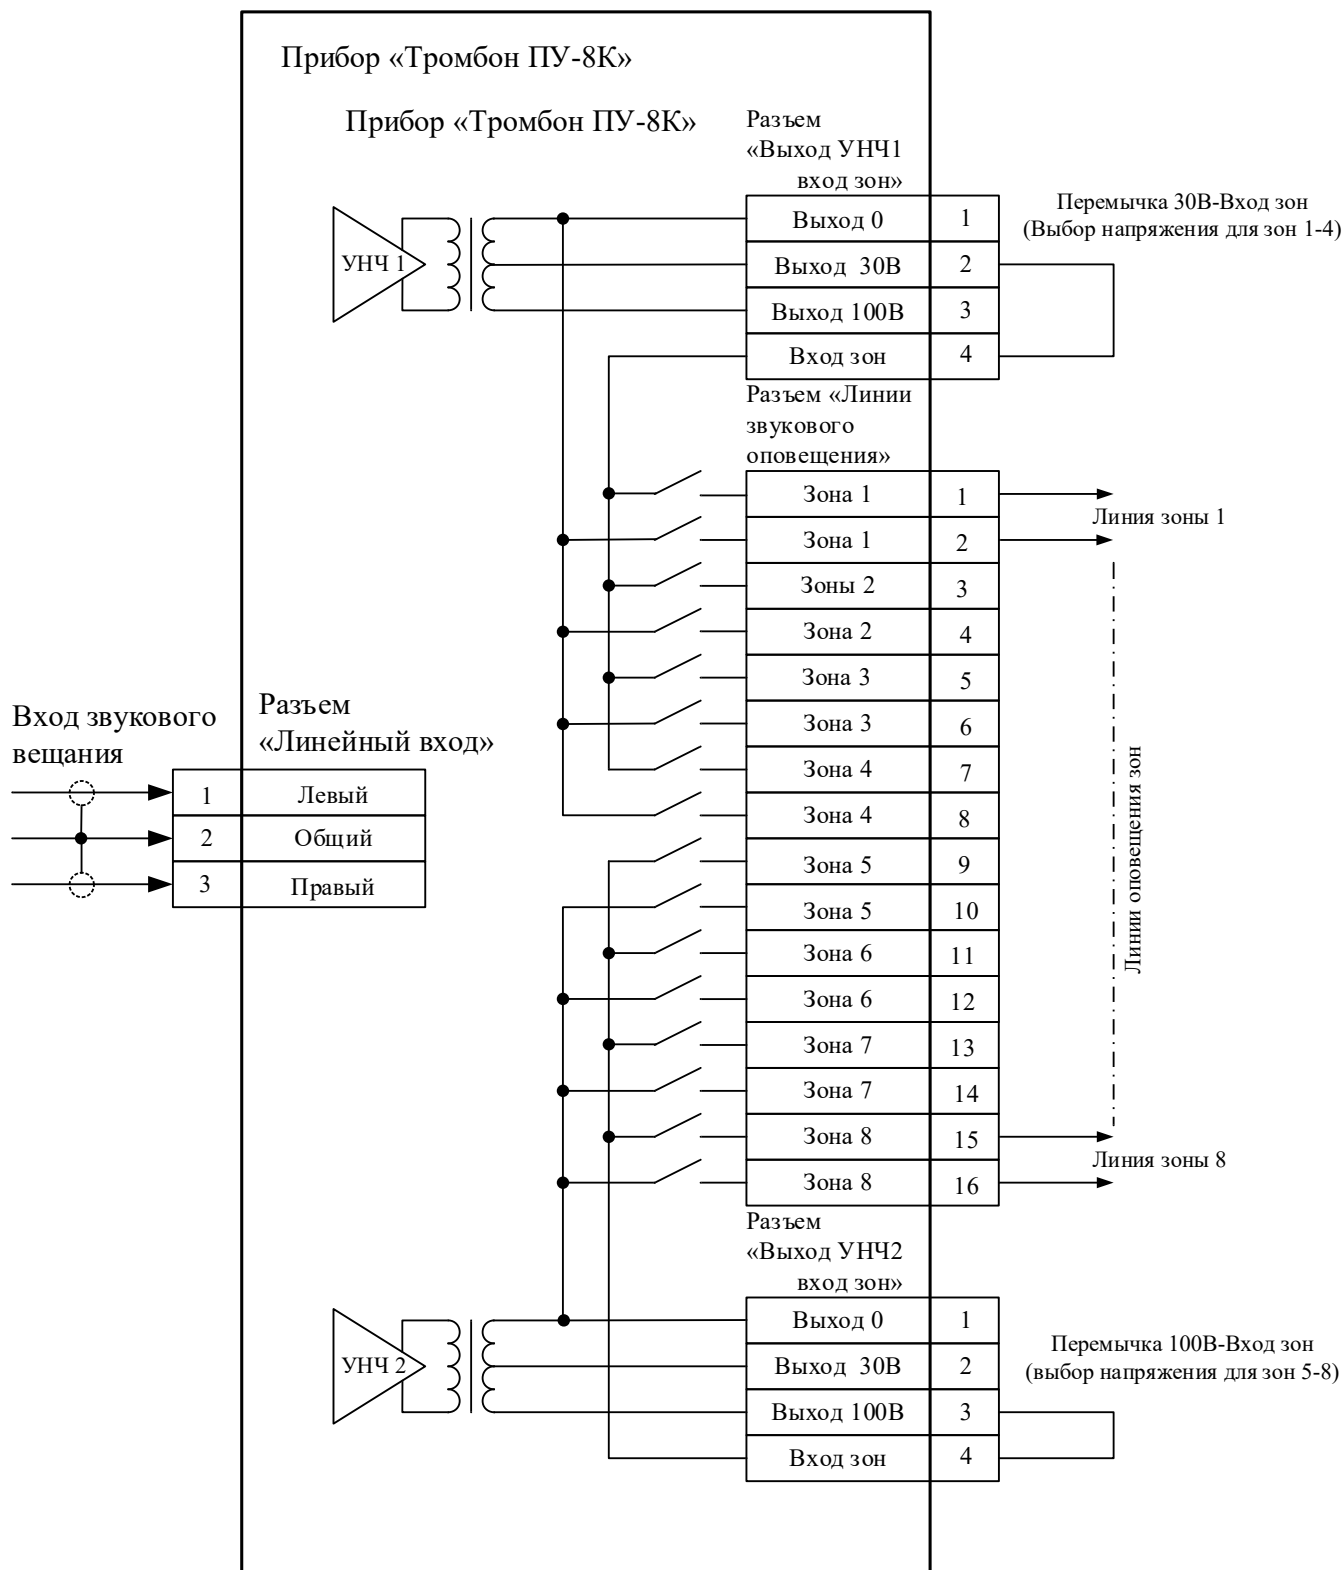 Прибор «Тромбон ПУ-8К»
Прибор «Тромбон ПУ-8К»
Разъем
«Выход УНЧ1
вход зон»
УНЧ 1
Выход 0 1
Выход 30В 2
Выход 100В 3
Вход зон 4
Перемычка 30В-Вход зон
(Выбор напряжения для зон 1-4)
Разъем «Линии
звукового
оповещения»
Зона 1 1
Зона 1 2
Зоны 2 3
Зона 2 4
Зона 3 5
Зона 3 6
Зона 4 7
Зона 4 8
Зона 5 9
Зона 5 10
Зона 6 11
Зона 6 12
Зона 7 13
Зона 7 14
Зона 8 15
Зона 8 16
Линия зоны 1
Линии оповещения зон
Линия зоны 8
Вход звукового
вещания
Разъем
«Линейный вход»
1 Левый
2 Общий
3 Правый
Разъем
«Выход УНЧ2
вход зон»
УНЧ 2
Выход 0 1
Выход 30В 2
Выход 100В 3
Вход зон 4
Перемычка 100В-Вход зон
(выбор напряжения для зон 5-8)